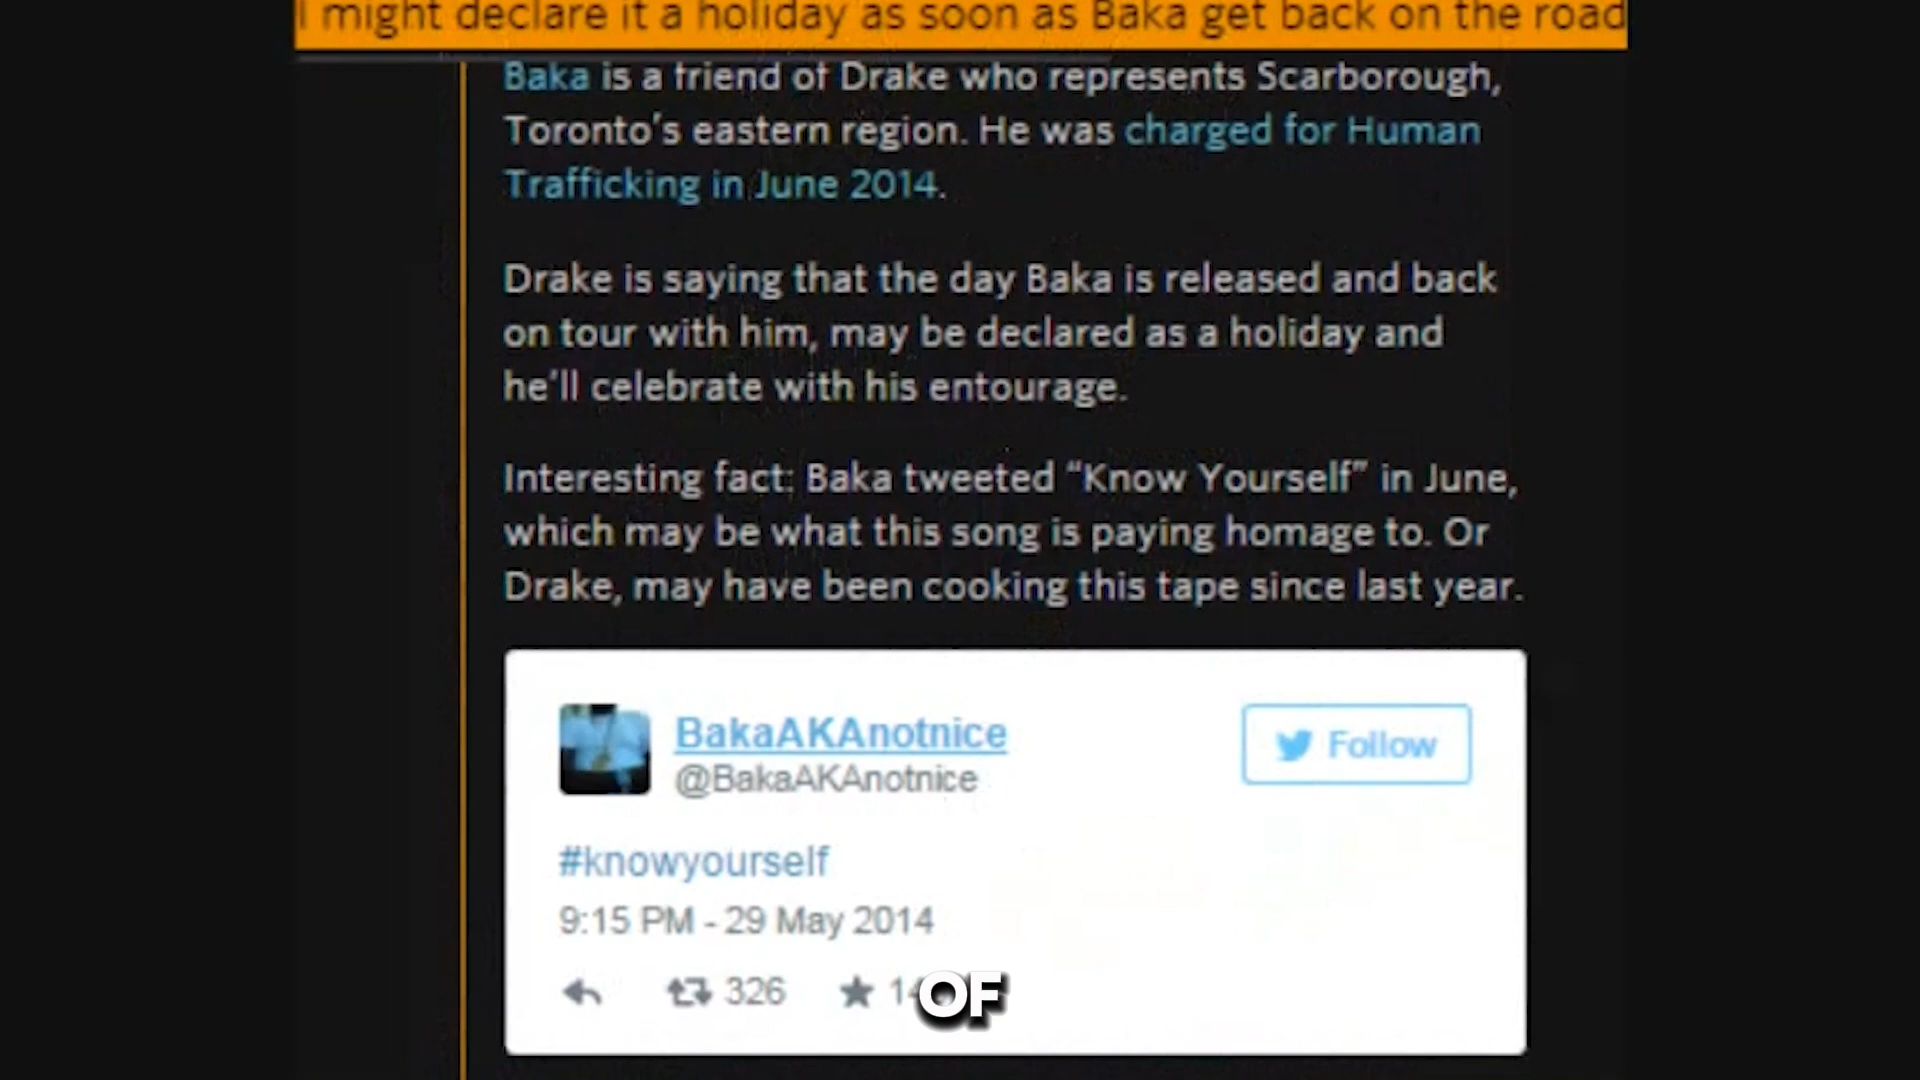 I might declare it a holiday as soon as Baka get back on the road
Baka is a friend of Drake who represents Scarborough,
Toronto's eastern region. He was charged for Human
Trafficking in June 2014.
Drake is saying that the day Baka is released and back
on tour with him, may be declared as a holiday and
he'll celebrate with his entourage.
Interesting fact: Baka tweeted “Know Yourself” in June,
which may be what this song is paying homage to. Or
Drake, may have been cooking this tape since last year.
BakaAKAnotnice
@BakaAKAnotnice
Follow
#knowyourself
9:15 PM - 29 May 2014
326
OF